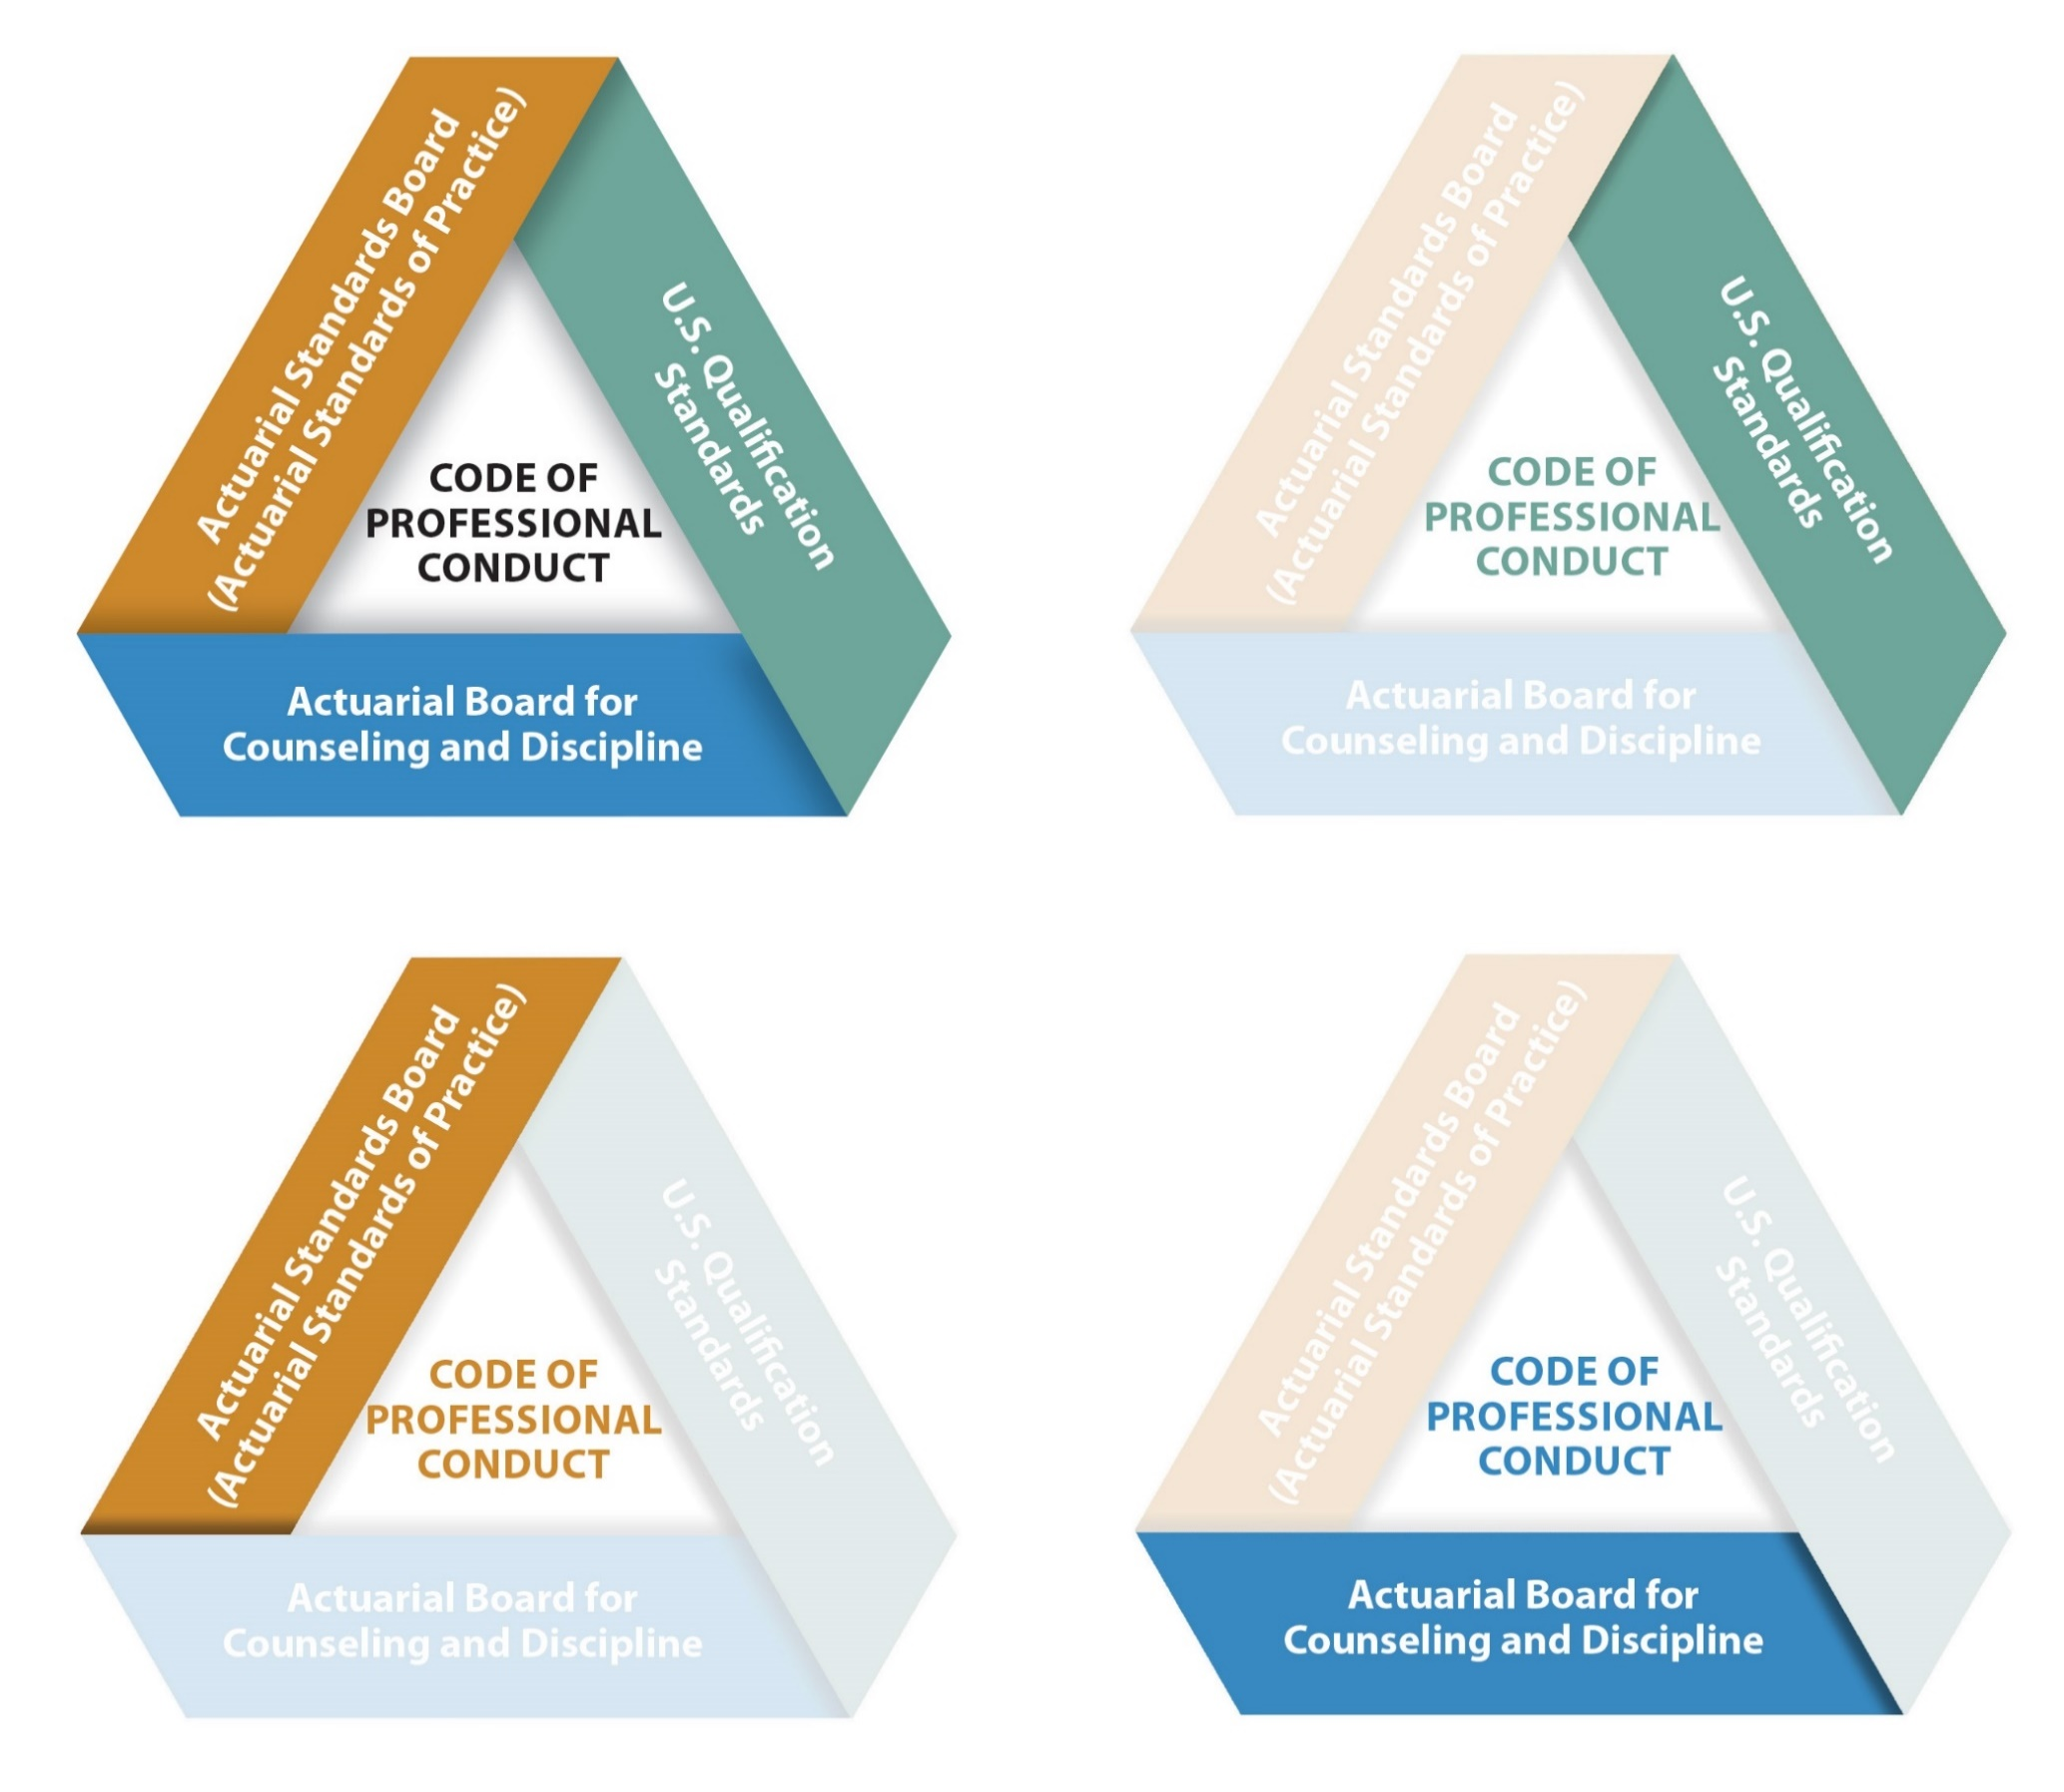 Actuarial Standards Board
(Actuarial Standards of Practice)
U.S. Qualification
Standards
CODE OF
PROFESSIONAL
CONDUCT
Actuarial Board for
Counseling and Discipline
Actuarial Standards Board
(Actuarial Standards of Practice)
U.S. Qualification
Standards
CODE OF
PROFESSIONAL
CONDUCT
Actuarial Board for
Counseling and Discipline
Actuarial Standards Board
(Actuarial Standards of Practice)
U.S. Qualification
Standards
CODE OF
PROFESSIONAL
CONDUCT
Actuarial Board for
Counseling and Discipline
Actuarial Standards Board
(Actuarial Standards of Practice)
U.S. Qualification
Standards
CODE OF
PROFESSIONAL
CONDUCT
Actuarial Board for
Counseling and Discipline